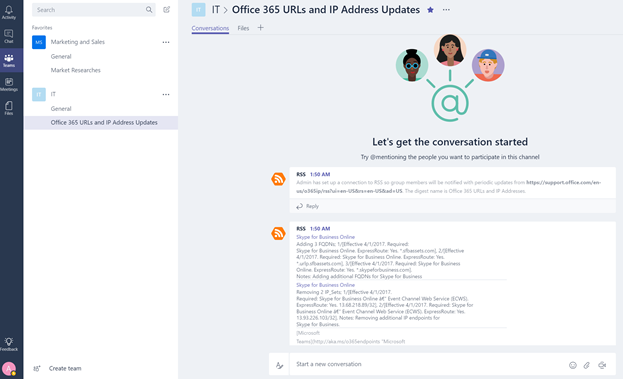 Activity
Chat
Teams
Meetings
Files
Feedback
A
Search
Favorites
MS
Marketing and Sales
...
General
Market Researches
IT
IT
...
General
Office 365 URLs and IP Address Updates
Create team
IT
IT > Office 365 URLs and IP Address Updates
...
Conversations
Files
+
@
Let's get the conversation started
Try @mentioning the people you want to participate in this channel
RSS 1:50 AM
Admin has set up a connection to RSS so group members will be notified with periodic updates from https://support.office.com/en-
us/o365ip/rss?ui=en-US&rs=en-US&ad=US. The digest name is Office 365 URLs and IP Addresses.
Reply
RSS 1:50 AM
Skype for Business Online
Adding 3 FQDNs; 1/[Effective 4/1/2017. Required:
Skype for Business Online. ExpressRoute: Yes. *.sfbassets.com], 2/[Effective
4/1/2017. Required: Skype for Business Online. ExpressRoute: Yes.
*.urlp.sfbassets.com], 3/[Effective 4/1/2017. Required: Skype for Business
Online. ExpressRoute: Yes. *.skypeforbusiness.com].
Notes: Adding additional FQDNs for Skype for Business
Skype for Business Online
Removing 2 IP_Sets; 1/[Effective 4/1/2017.
Required: Skype for Business Online â€" Event Channel Web Service (ECWS).
ExpressRoute: Yes. 13.68.218.89/32], 2/[Effective 4/1/2017. Required: Skype for
Business Online â€" Event Channel Web Service (ECWS). ExpressRoute: Yes.
13.93.226.103/32]. Notes: Removing additional IP endpoints for
Skype for Business.
[Microsoft
Teams](http://aka.ms/o365endpoints "Microsoft
Start a new conversation